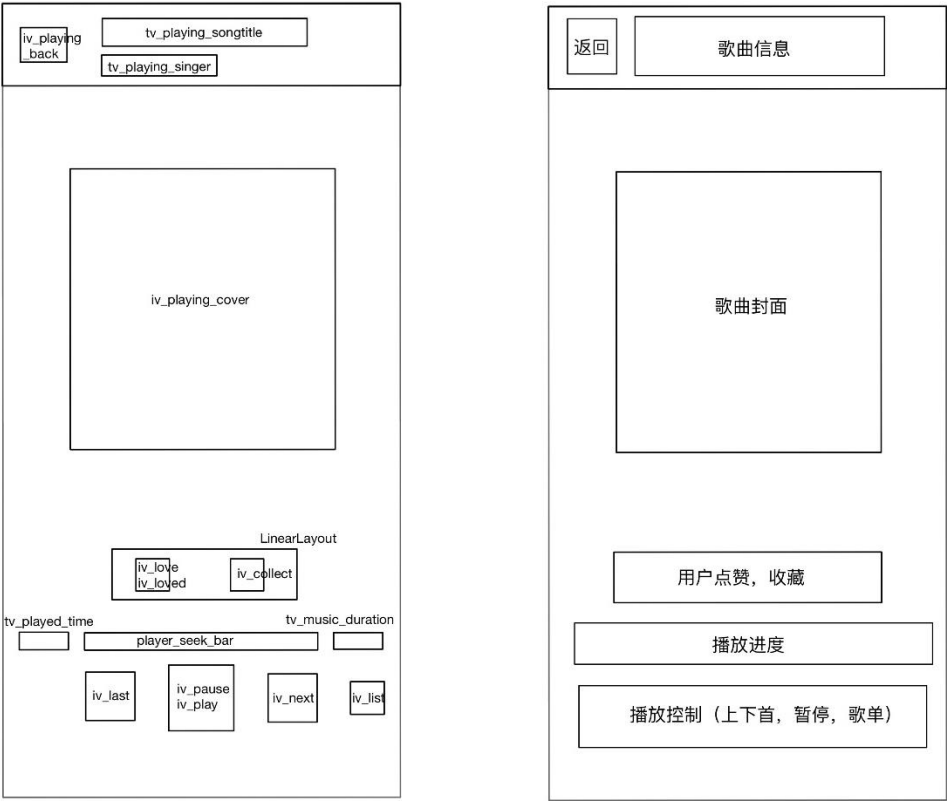 iv_playing
_back
tv_playing_songtitle
tv_playing_singer
iv_playing_cover
LinearLayout
iv_love
iv_loved
iv_collect
tv_played_time
player_seek_bar
tv_music_duration
iv_last
iv_pause
iv_play
iv_next
iv_list
返回
歌曲信息
歌曲封面
用户点赞，收藏
播放进度
播放控制（上下首，暂停，歌单）